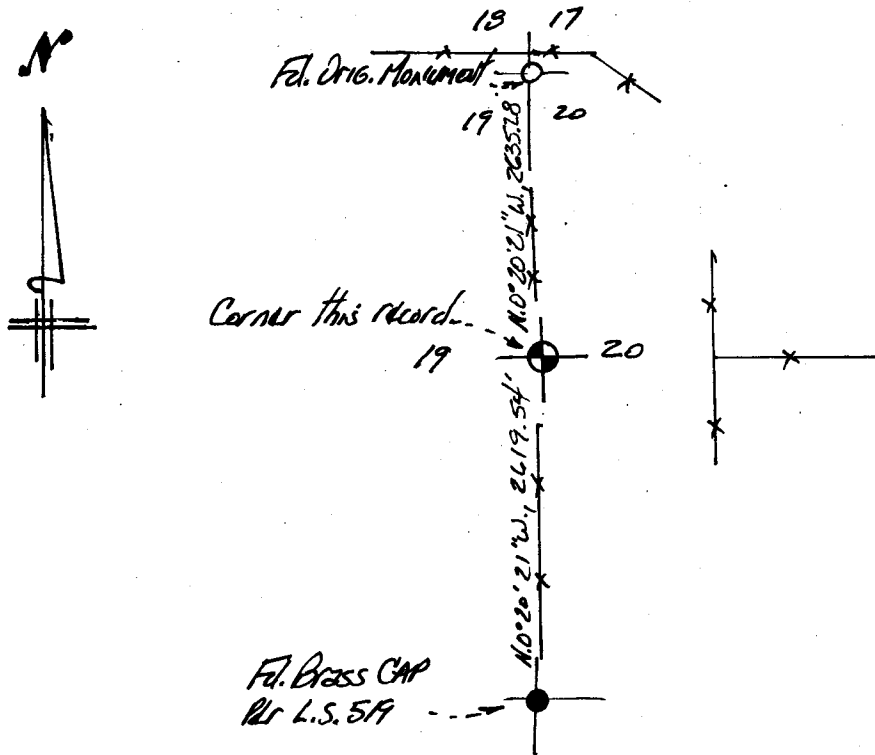 N
18 17
Fd. Orig. Monument
19 20
N.0°20'21"W., 2635.28
Corner this record
19 20
N.0°20'21"W., 2619.54'
Fd. Brass CAP
L.S. 519